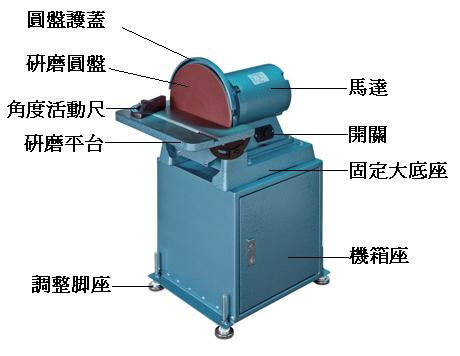 圓盤護蓋
研磨圓盤
馬達
角度活動尺
開關
研磨平台
固定大底座
機箱座
調整脚座